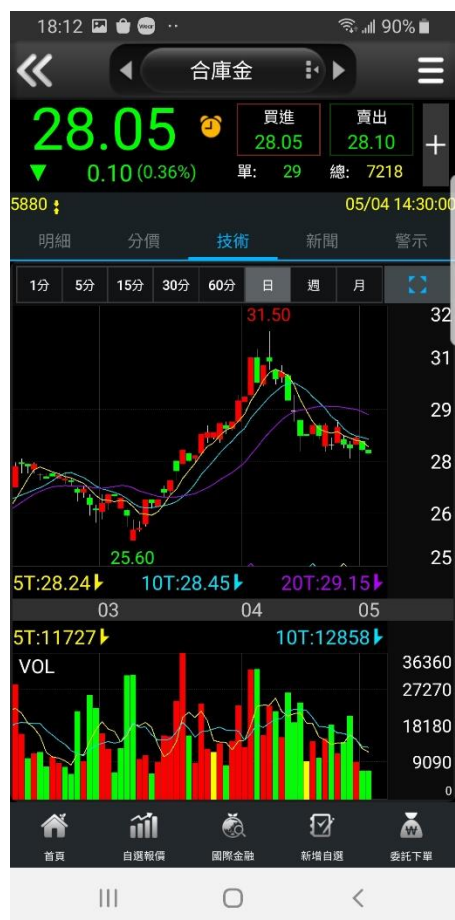 18:12 90%
合庫金
28.05 買進 賣出
28.05 28.10 +
▼ 0.10 (0.36%) 單: 29 總: 7218
5880 05/04 14:30:00
明細 分價 技術 新聞 警示
1分 5分 15分 30分 60分 日 週 月
31.50
32
31
29
28
26
25
25.60
5T:28.24 10T:28.45 20T:29.15
03 04 05
5T:11727 10T:12858
VOL
36360
27270
18180
9090
0
首頁 自選報價 國際金融 新增自選 委託下單